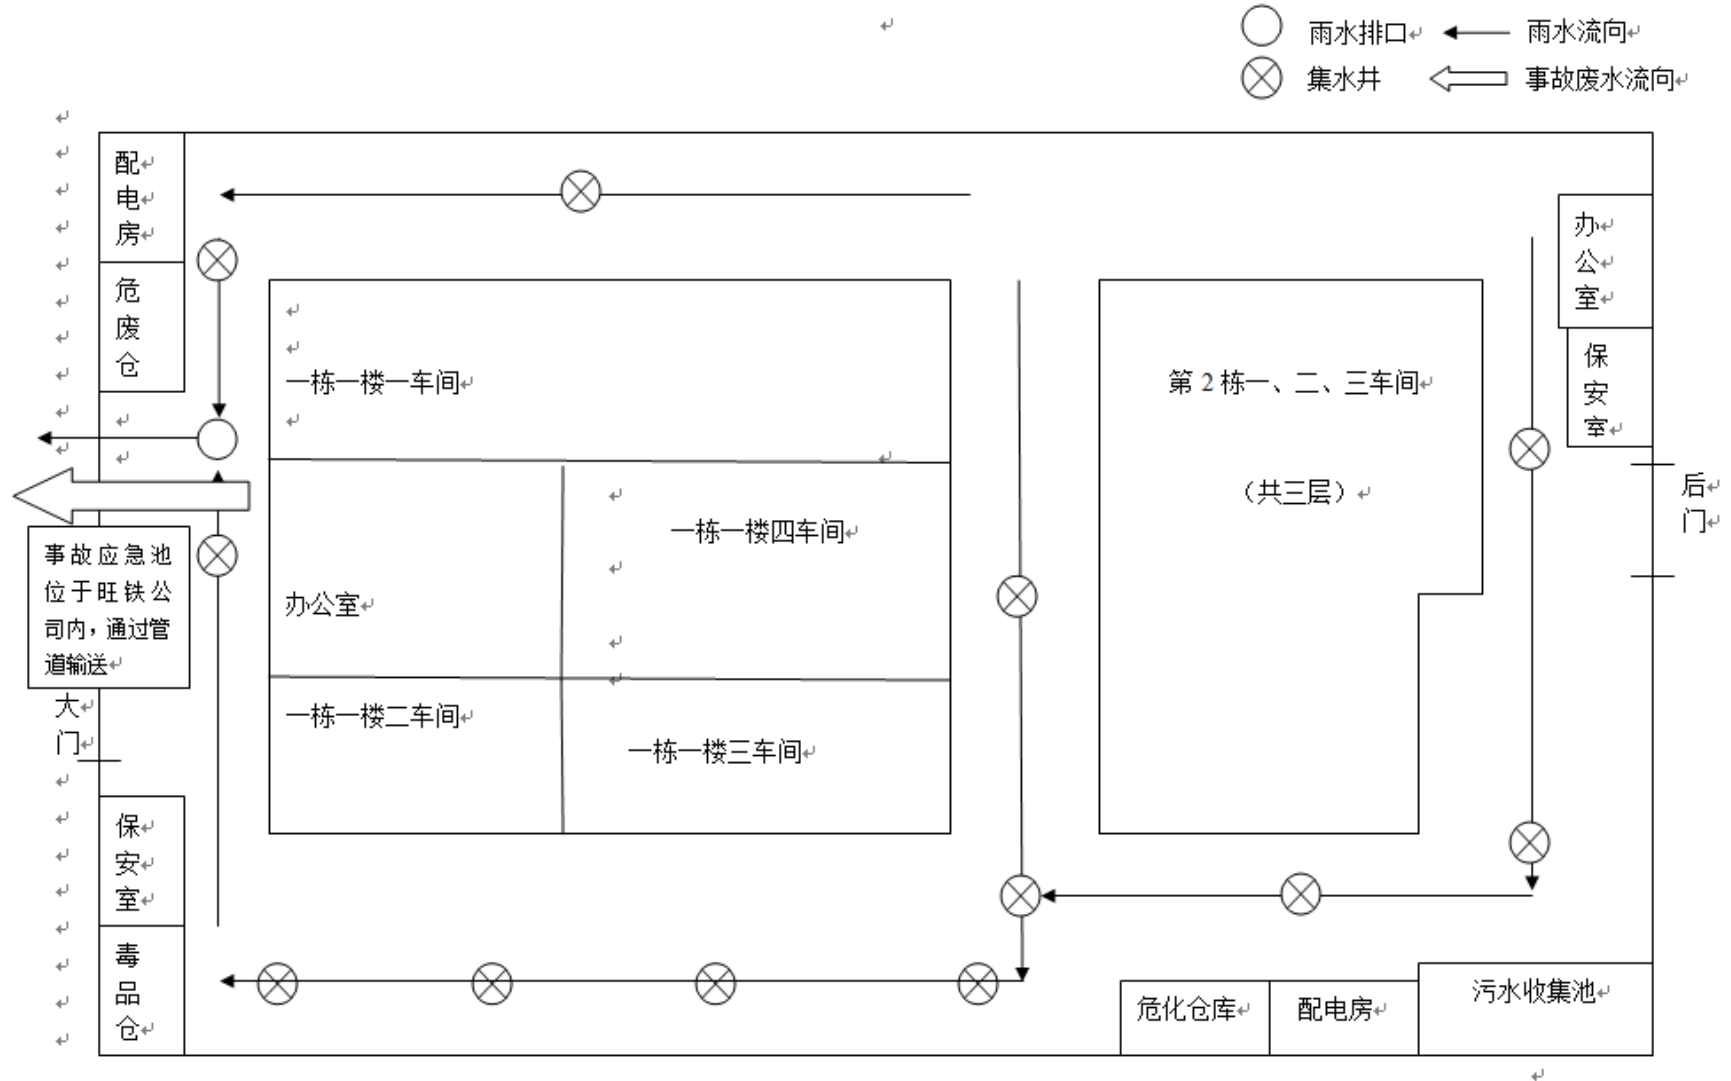 雨水排口
雨水流向
集水井
事故废水流向
配
电
房
危
废
仓
办
公
室
保
安
室
一栋一楼一车间
第 2 栋一、二、三车间
（共三层）
后
门
一栋一楼四车间
办公室
事故应急池
位于旺铁公
司内，通过管
道输送
大
门
一栋一楼二车间
一栋一楼三车间
保
安
室
毒
品
仓
危化仓库
配电房
污水收集池